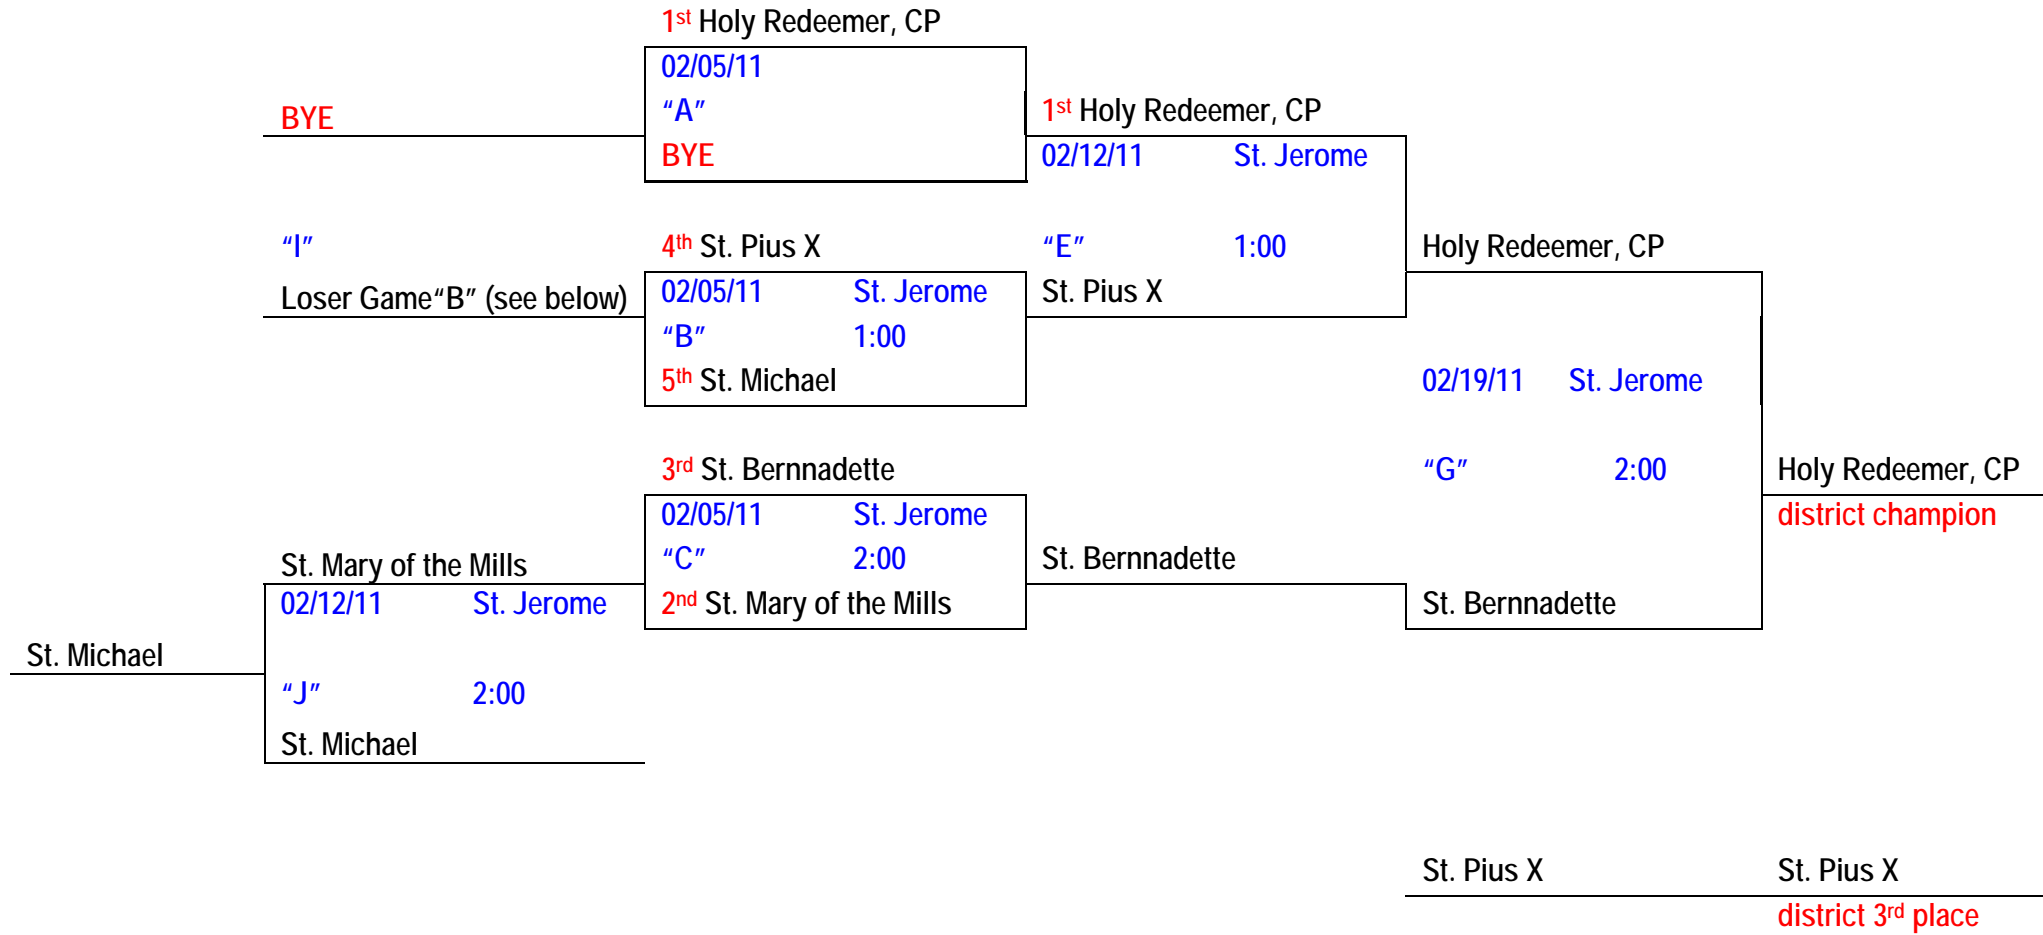 1st Holy Redeemer, CP
02/05/11
BYE
“A”
1st Holy Redeemer, CP
BYE
02/12/11 St. Jerome
“I”
4th St. Pius X
“E” 1:00
Holy Redeemer, CP
Loser Game“B” (see below)
02/05/11 St. Jerome
St. Pius X
“B” 1:00
5th St. Michael
02/19/11 St. Jerome
3rd St. Bernnadette
“G” 2:00
Holy Redeemer, CP
02/05/11 St. Jerome
district champion
St. Mary of the Mills
“C” 2:00
St. Bernnadette
02/12/11 St. Jerome
2nd St. Mary of the Mills
St. Bernnadette
St. Michael
“J” 2:00
St. Michael
St. Pius X
St. Pius X
district 3rd place